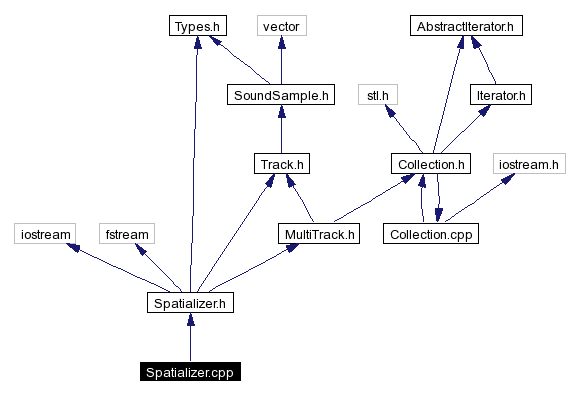 Types.h
vector
AbstractIterator.h
SoundSample.h
stl.h
Iterator.h
Track.h
Collection.h
iostream.h
iostream
fstream
MultiTrack.h
Collection.cpp
Spatializer.h
Spatializer.cpp